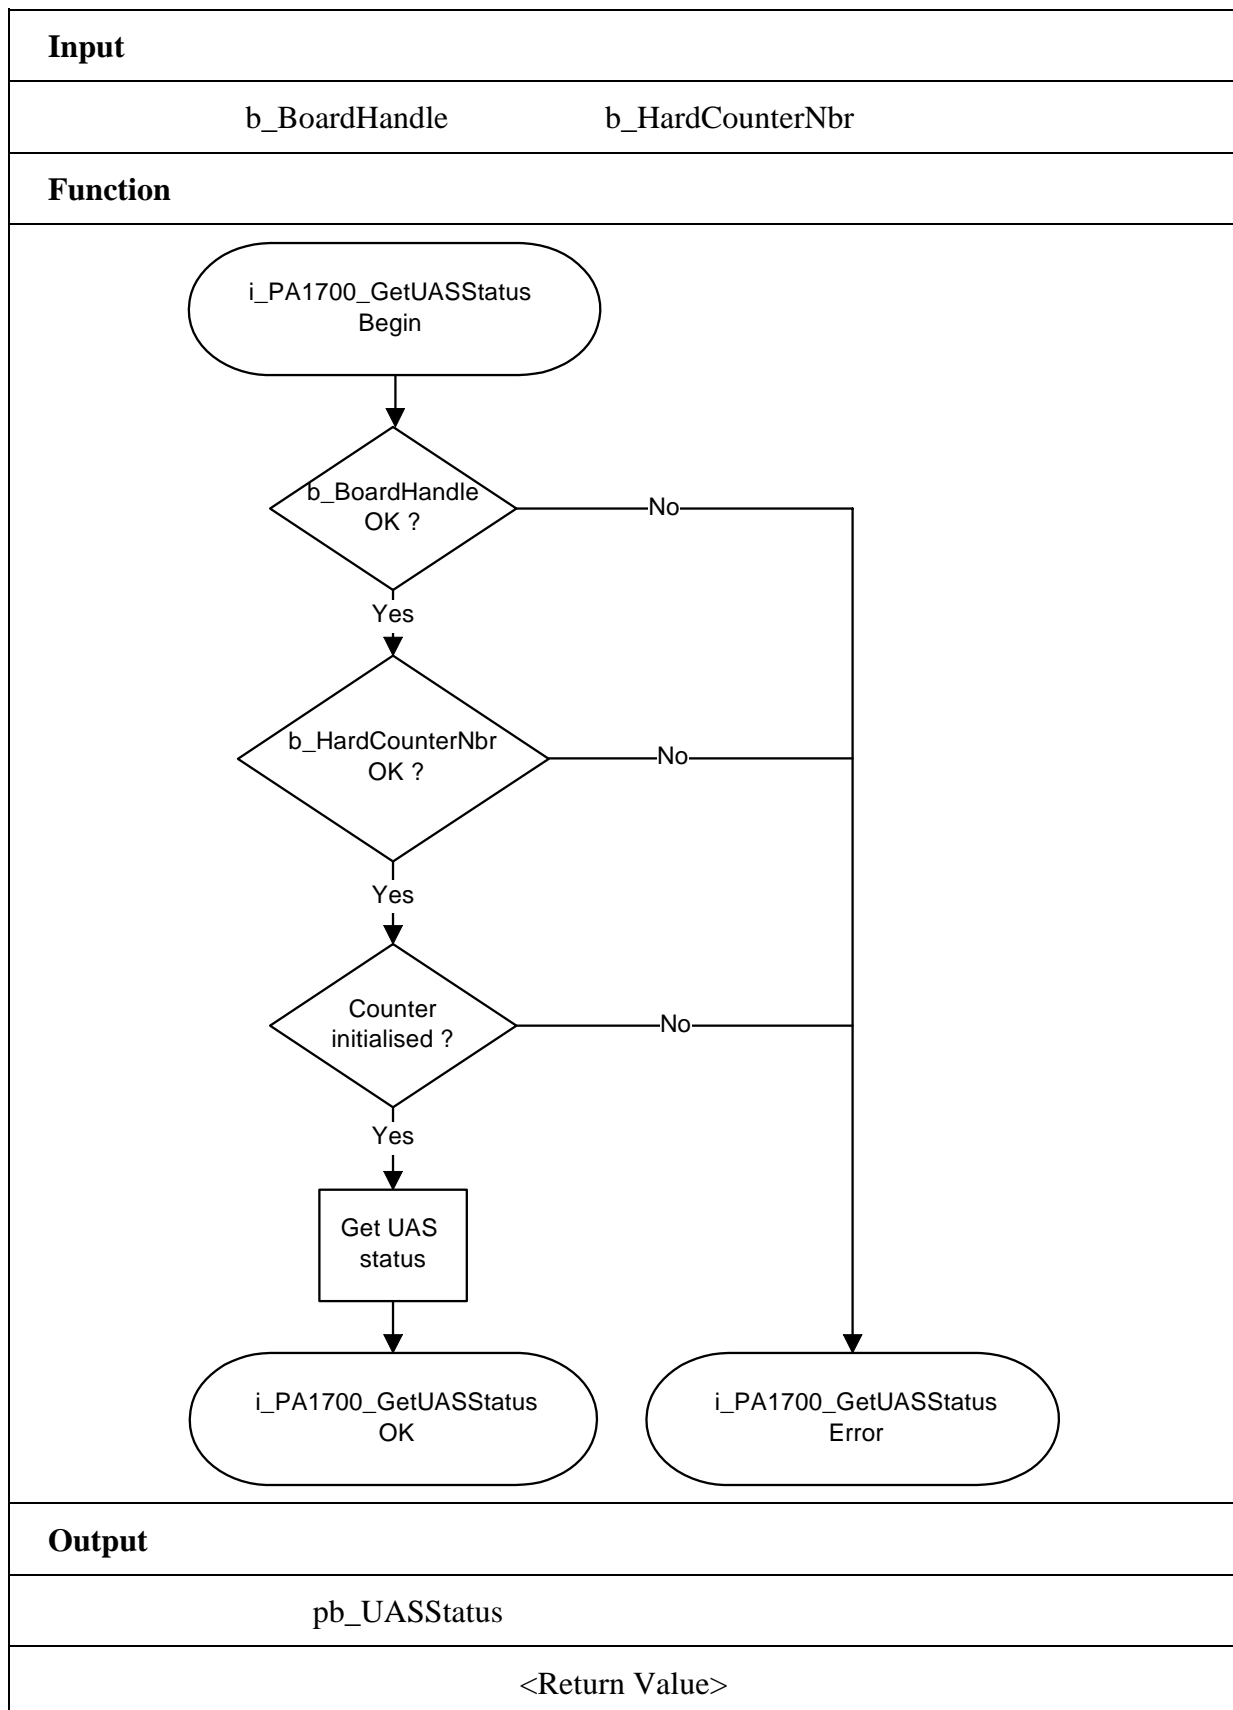 Input
b_BoardHandle b_HardCounterNbr
Function
i_PA1700_GetUASStatus
Begin
b_BoardHandle
OK ?
No
Yes
b_HardCounterNbr
OK ?
No
Yes
Counter
initialised ?
No
Yes
Get UAS
status
i_PA1700_GetUASStatus
OK
i_PA1700_GetUASStatus
Error
Output
pb_UASStatus
<Return Value>